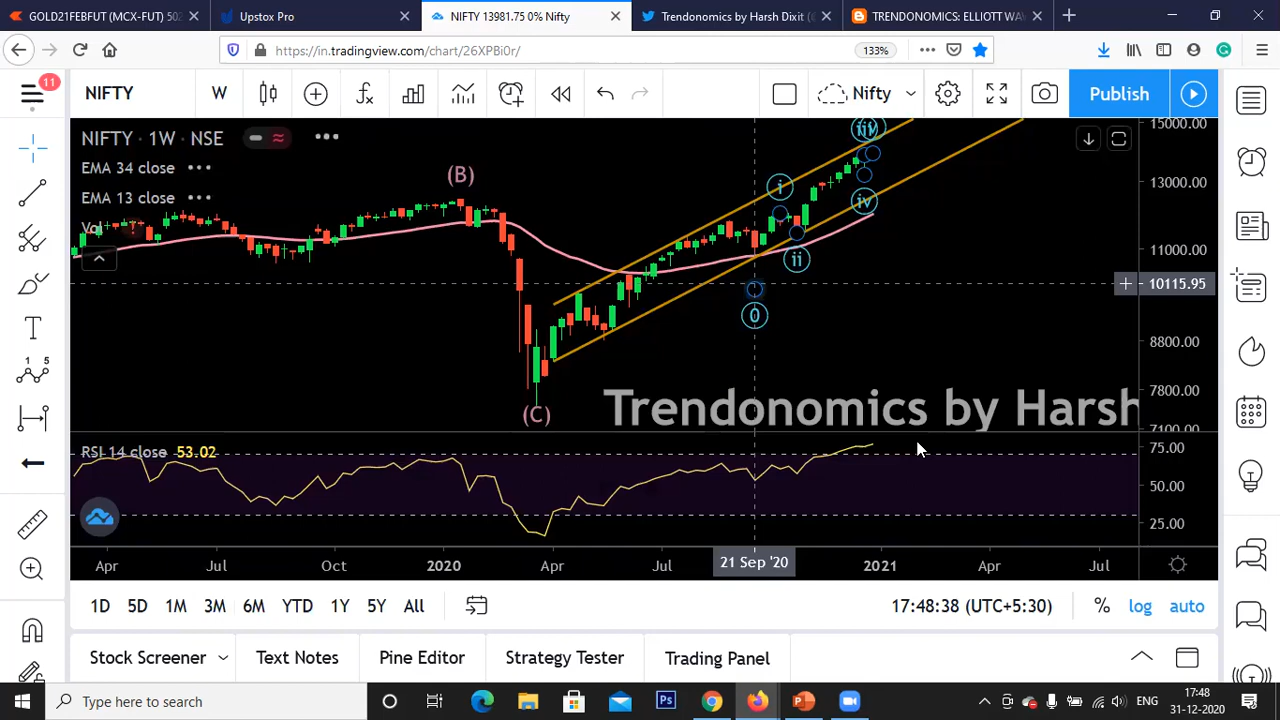 GOLD21FEBFUT (MCX-FUT) 502
Upstox Pro
NIFTY 13981.75 0% Nifty
Trendonomics by Harsh Dixit (
TRENDONOMICS: ELLIOTT WA
https://in.tradingview.com/chart/26XPBi0r/
133%
11
NIFTY
W
Nifty
Publish
NIFTY · 1W · NSE
EMA 34 close
EMA 13 close
Vol
(B)
(C)
0
i
ii
iv
15000.00
13000.00
11000.00
10115.95
8800.00
7800.00
7100.00
Trendonomics by Harsh
RSI 14 close 53.02
75.00
50.00
25.00
Apr
Jul
Oct
2020
Apr
Jul
21 Sep '20
2021
Apr
Jul
1D 5D 1M 3M 6M YTD 1Y 5Y All
17:48:38 (UTC+5:30)
%
log
auto
Stock Screener
Text Notes
Pine Editor
Strategy Tester
Trading Panel
Type here to search
Ps
ENG
17:48
31-12-2020